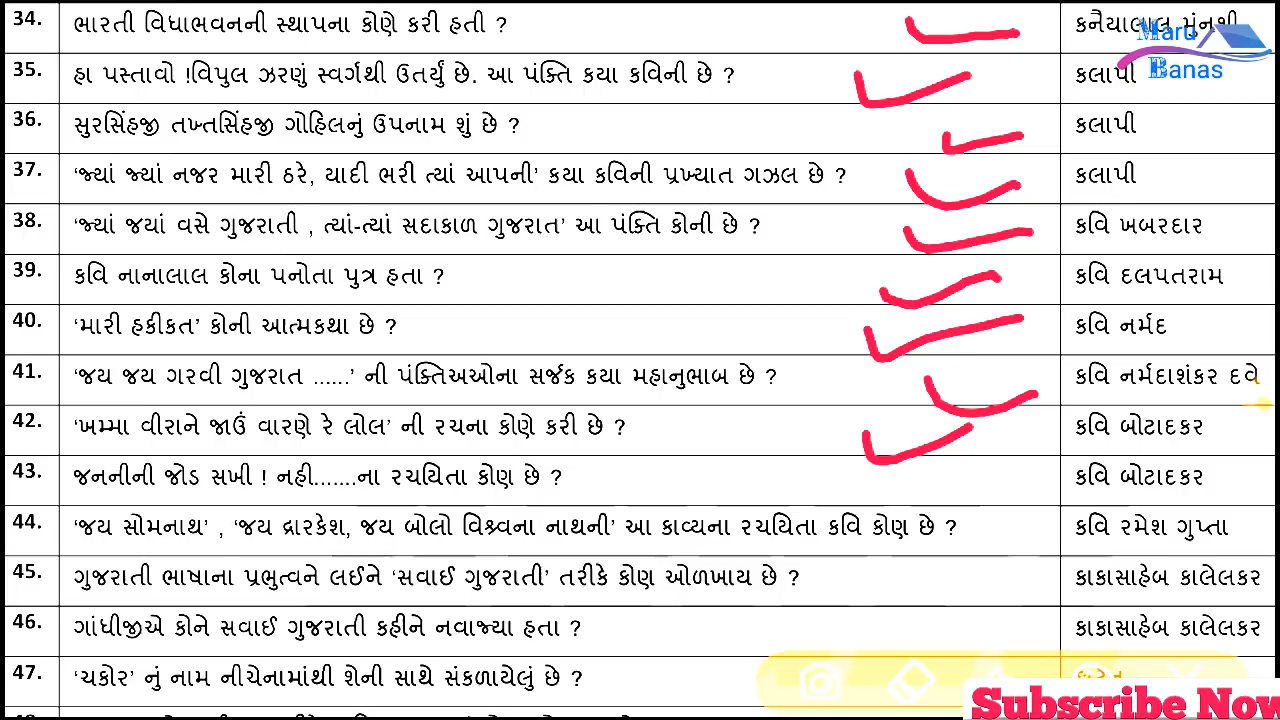 34. ભારતી વિધાભવનની સ્થાપના કોણે કરી હતી ? કનૈયાલાલ મુંનશી
Maru
Banas
35. હા પસ્તાવો !વિપુલ ઝરણું સ્વર્ગથી ઉતર્યું છે. આ પંક્તિ કયા કવિની છે ? કલાપી
36. સુરસિંહજી તખ્તસિંહજી ગોહિલનું ઉપનામ શું છે ? કલાપી
37. ‘જ્યાં જ્યાં નજર મારી ઠરે, યાદી ભરી ત્યાં આપની’ કયા કવિની પ્રખ્યાત ગઝલ છે ? કલાપી
38. ‘જ્યાં જયાં વસે ગુજરાતી , ત્યાં-ત્યાં સદાકાળ ગુજરાત’ આ પંક્તિ કોની છે ? કવિ ખબરદાર
39. કવિ નાનાલાલ કોના પનોતા પુત્ર હતા ? કવિ દલપતરામ
40. ‘મારી હકીકત’ કોની આત્મકથા છે ? કવિ નર્મદ
41. ‘જય જય ગરવી ગુજરાત ......’ ની પંક્તિઅઓના સર્જક કયા મહાનુભાબ છે ? કવિ નર્મદાશંકર દવે
42. ‘ખમ્મા વીરાને જાઉં વારણે રે લોલ’ ની રચના કોણે કરી છે ? કવિ બોટાદકર
43. જનનીની જોડ સખી ! નહી.......ના રચયિતા કોણ છે ? કવિ બોટાદકર
44. ‘જય સોમનાથ’ , ‘જય દ્રારકેશ, જય બોલો વિશ્ર્વના નાથની’ આ કાવ્યના રચયિતા કવિ કોણ છે ? કવિ રમેશ ગુપ્તા
45. ગુજરાતી ભાષાના પ્રભુત્વને લઈને ‘સવાઈ ગુજરાતી’ તરીકે કોણ ઓળખાય છે ? કાકાસાહેબ કાલેલકર
46. ગાંધીજીએ કોને સવાઈ ગુજરાતી કહીને નવાજ્યા હતા ? કાકાસાહેબ કાલેલકર
47. ‘ચકોર’ નું નામ નીચેનામાંથી શેની સાથે સંકળાયેલું છે ?
Subscribe Now